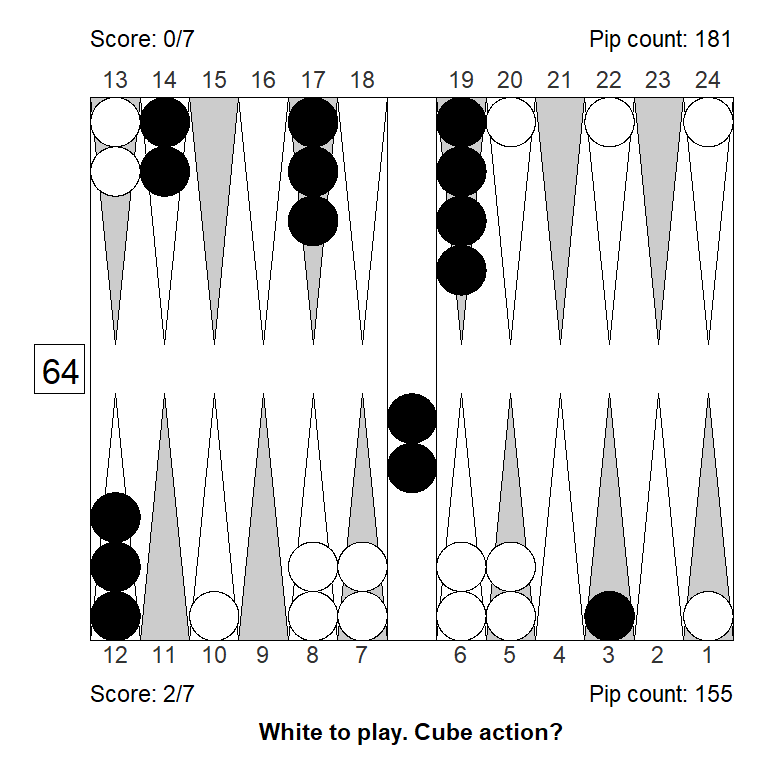 Score: 0/7 Pip count: 181
13 14 15 16 17 18 19 20 21 22 23 24
64
12 11 10 9 8 7 6 5 4 3 2 1
Score: 2/7 Pip count: 155
White to play. Cube action?